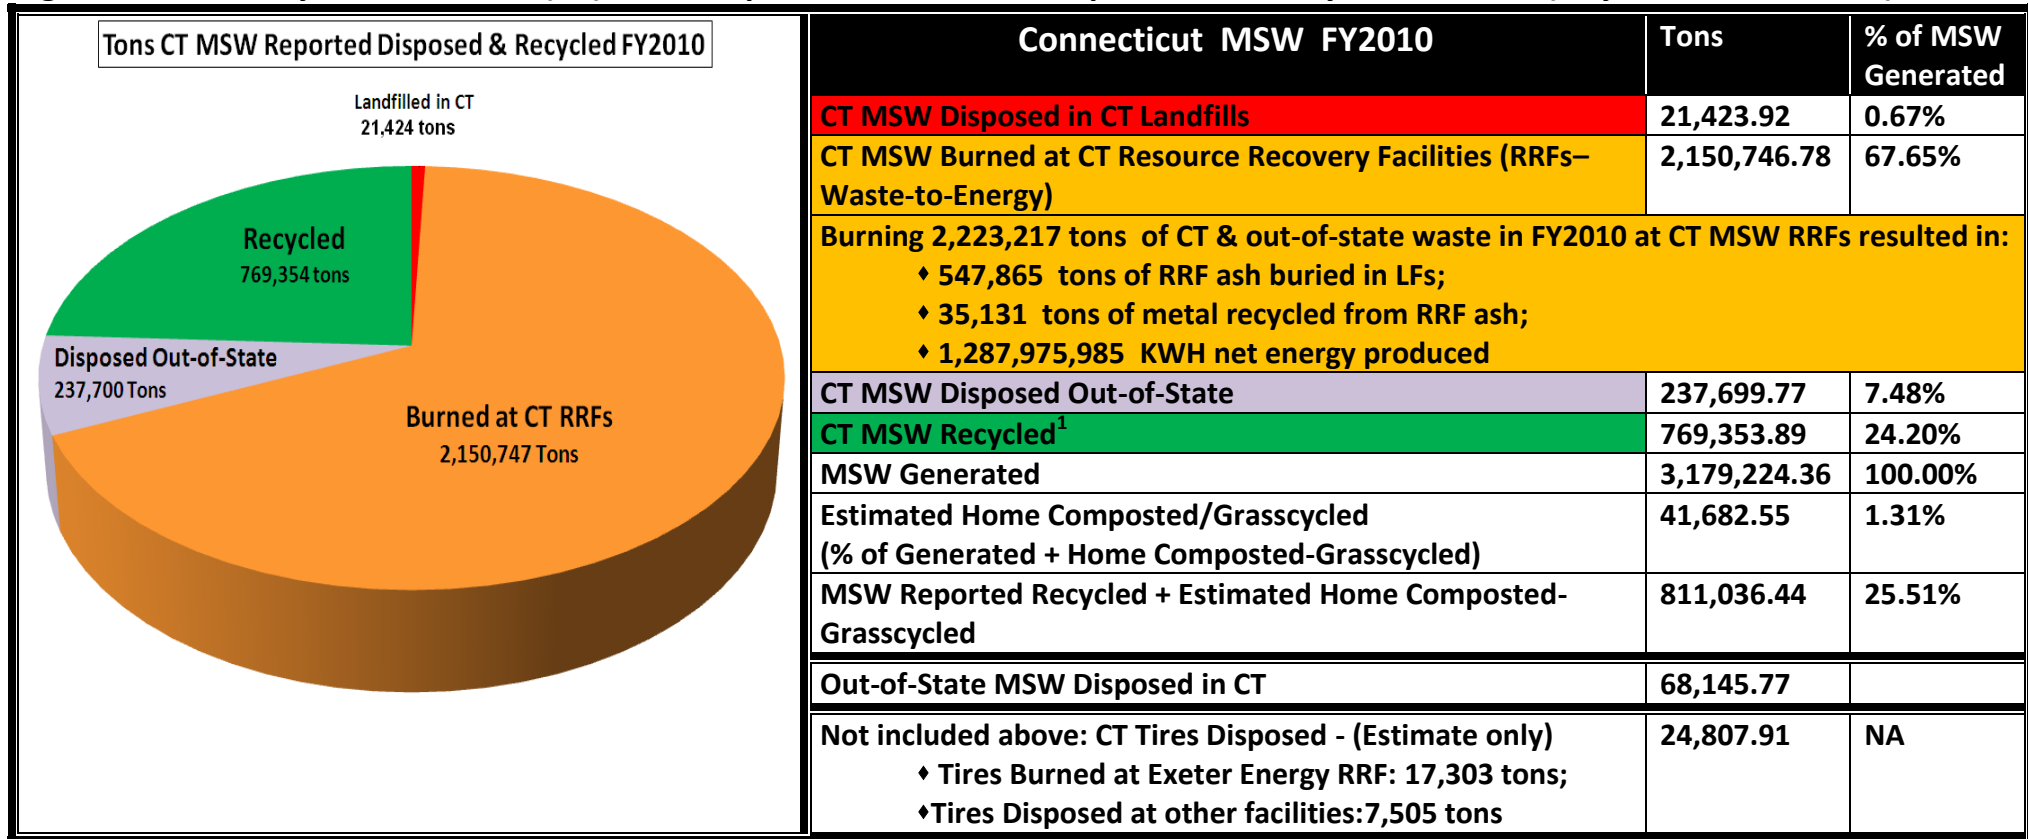 Tons CT MSW Reported Disposed & Recycled FY2010
Landfilled in CT
21,424 tons
Recycled
769,354 tons
Disposed Out-of-State
237,700 Tons
Burned at CT RRFs
2,150,747 Tons
Connecticut MSW FY2010
Tons
% of MSW
Generated
CT MSW Disposed in CT Landfills
21,423.92
0.67%
CT MSW Burned at CT Resource Recovery Facilities (RRFs–
Waste-to-Energy)
2,150,746.78
67.65%
Burning 2,223,217 tons of CT & out-of-state waste in FY2010 at CT MSW RRFs resulted in:
♦ 547,865 tons of RRF ash buried in LFs;
♦ 35,131 tons of metal recycled from RRF ash;
♦ 1,287,975,985 KWH net energy produced
CT MSW Disposed Out-of-State
237,699.77
7.48%
CT MSW Recycled1
769,353.89
24.20%
MSW Generated
3,179,224.36
100.00%
Estimated Home Composted/Grasscycled
(% of Generated + Home Composted-Grasscycled)
41,682.55
1.31%
MSW Reported Recycled + Estimated Home Composted-
Grasscycled
811,036.44
25.51%
Out-of-State MSW Disposed in CT
68,145.77
Not included above: CT Tires Disposed - (Estimate only)
♦ Tires Burned at Exeter Energy RRF: 17,303 tons;
♦Tires Disposed at other facilities:7,505 tons
24,807.91
NA